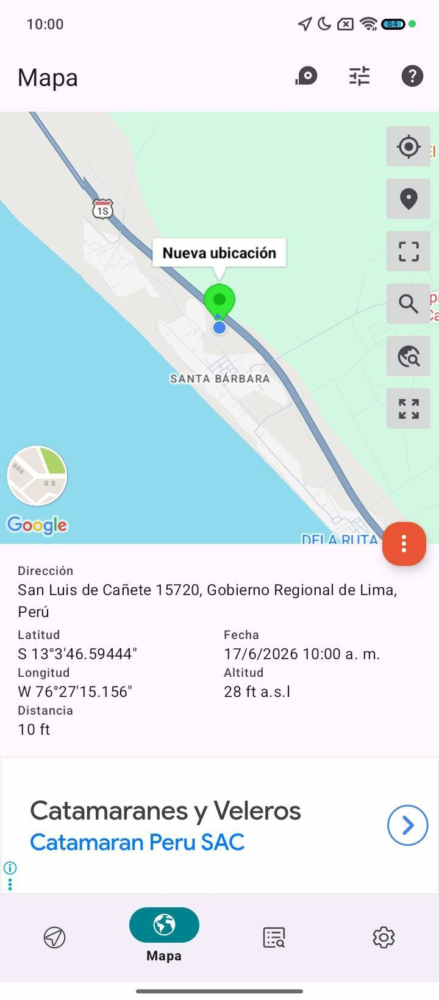 10:00
84
Mapa
1S
Nueva ubicación
SANTA BÁRBARA
Google
DELA RUTA
Dirección
San Luis de Cañete 15720, Gobierno Regional de Lima,
Perú
Latitud
S 13°3'46.59444"
Fecha
17/6/2026 10:00 a. m.
Longitud
W 76°27'15.156"
Altitud
28 ft a.s.l
Distancia
10 ft
Catamaranes y Veleros
Catamaran Peru SAC
Mapa